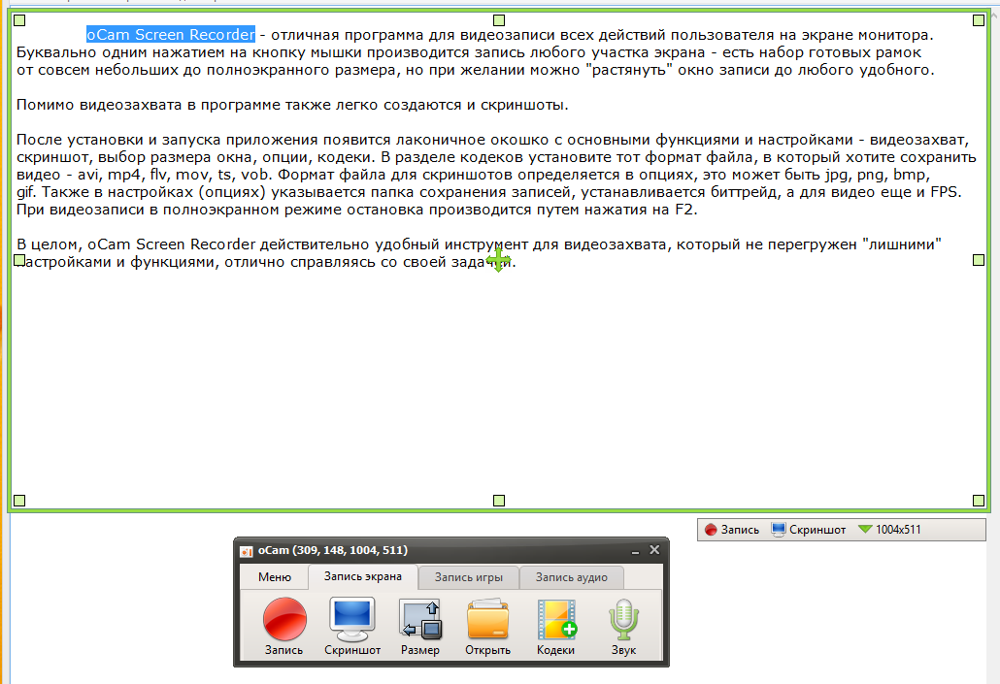 oCam Screen Recorder - отличная программа для видеозаписи всех действий пользователя на экране монитора.
Буквально одним нажатием на кнопку мышки производится запись любого участка экрана - есть набор готовых рамок
от совсем небольших до полноэкранного размера, но при желании можно "растянуть" окно записи до любого удобного.
Помимо видеозахвата в программе также легко создаются и скриншоты.
После установки и запуска приложения появится лаконичное окошко с основными функциями и настройками - видеозахват,
скриншот, выбор размера окна, опции, кодеки. В разделе кодеков установите тот формат файла, в который хотите сохранить
видео - avi, mp4, flv, mov, ts, vob. Формат файла для скриншотов определяется в опциях, это может быть jpg, png, bmp,
gif. Также в настройках (опциях) указывается папка сохранения записей, устанавливается биттрейд, а для видео еще и FPS.
При видеозаписи в полноэкранном режиме остановка производится путем нажатия на F2.
В целом, oCam Screen Recorder действительно удобный инструмент для видеозахвата, который не перегружен "лишними"
настройками и функциями, отлично справляясь со своей задачей.
Запись Скриншот 1004x511
oCam (309, 148, 1004, 511)
Меню Запись экрана Запись игры Запись аудио
Запись Скриншот Размер Открыть Кодеки Звук